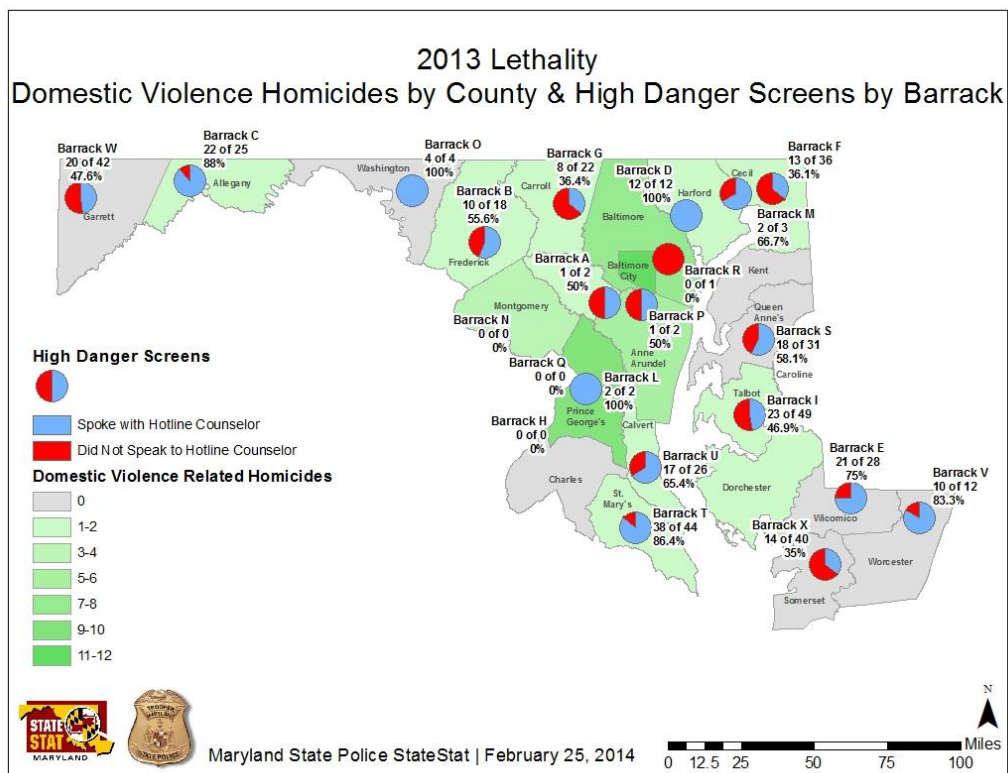 2013 Lethality
Domestic Violence Homicides by County & High Danger Screens by Barrack
Barrack W
20 of 42
47.6%
Garrett
Barrack C
22 of 25
88%
Allegany
Washington
Barrack O
4 of 4
100%
Barrack B
10 of 18
55.6%
Frederick
Carroll
Barrack G
8 of 22
36.4%
Barrack D
12 of 12
100%
Harford
Baltimore
Cecil
Barrack F
13 of 36
36.1%
Barrack M
2 of 3
66.7%
Barrack A
1 of 2
50%
Baltimore
City
Barrack R
0 of 1
0%
Kent
Montgomery
Barrack N
0 of 0
0%
Barrack P
1 of 2
50%
Anne
Arundel
Queen
Anne's
Barrack S
18 of 31
58.1%
Caroline
Barrack Q
0 of 0
0%
Barrack L
2 of 2
100%
Prince
George's
Talbot
Barrack I
23 of 49
46.9%
Barrack H
0 of 0
0%
Calvert
Barrack U
17 of 26
65.4%
Charles
St.
Mary's
Barrack T
38 of 44
86.4%
Dorchester
Barrack E
21 of 28
75%
Wicomico
Barrack V
10 of 12
83.3%
Barrack X
14 of 40
35%
Worcester
Somerset
High Danger Screens
Spoke with Hotline Counselor
Did Not Speak to Hotline Counselor
Domestic Violence Related Homicides
0
1-2
3-4
5-6
7-8
9-10
11-12
STATE
STAT
MARYLAND
TROOPER
MARYLAND
STATE POLICE
Maryland State Police StateStat | February 25, 2014
N
Miles
0 12.5 25 50 75 100